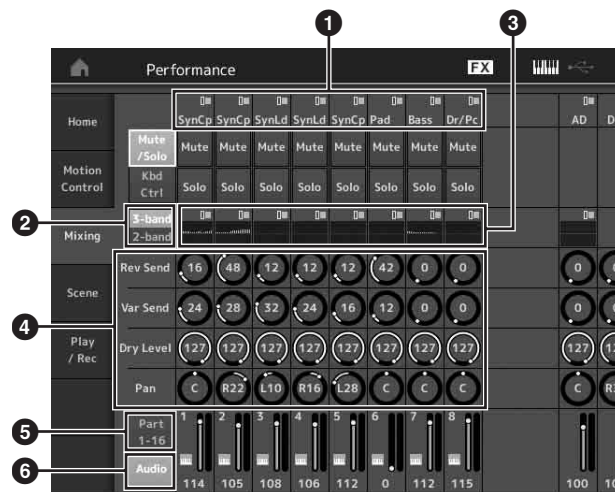 1
3
Performance
FX
SynCp SynCp SynLd SynLd SynCp Pad Bass Dr/Pc AD D
Home
Mute /Solo
Mute Mute Mute Mute Mute Mute Mute Mute
Motion Control
Kbd Ctrl
Solo Solo Solo Solo Solo Solo Solo Solo
2
3-band
2-band
Mixing
Rev Send 16 48 12 12 12 42 0 0 0 0
4
Scene
Var Send 24 28 32 24 16 12 0 0 0 0
Play / Rec
Dry Level 127 127 127 127 127 127 127 127 127 12
Pan C R22 L10 R16 L28 C C C C R
5
Part 1-16
1 2 3 4 5 6 7 8
6
Audio
114 105 108 106 112 0 112 115 100 10